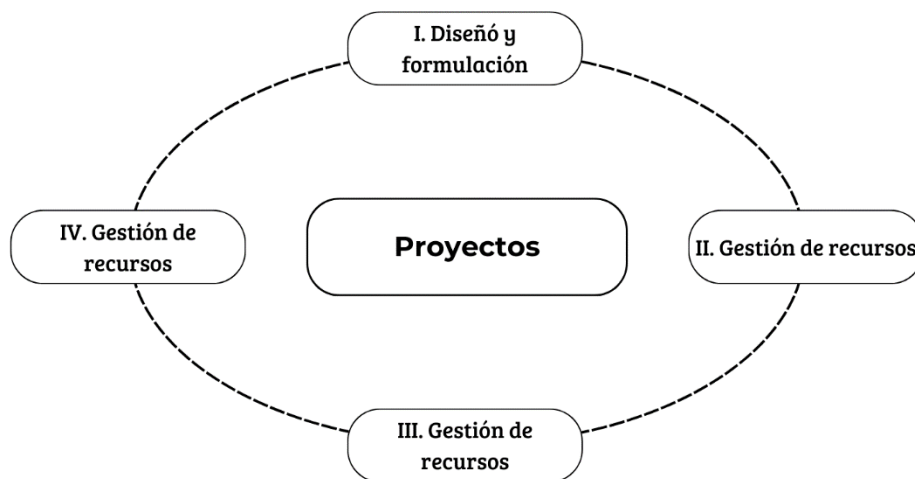 I. Diseñó y
formulación
IV. Gestión de
recursos
Proyectos
II. Gestión de recursos
III. Gestión de
recursos